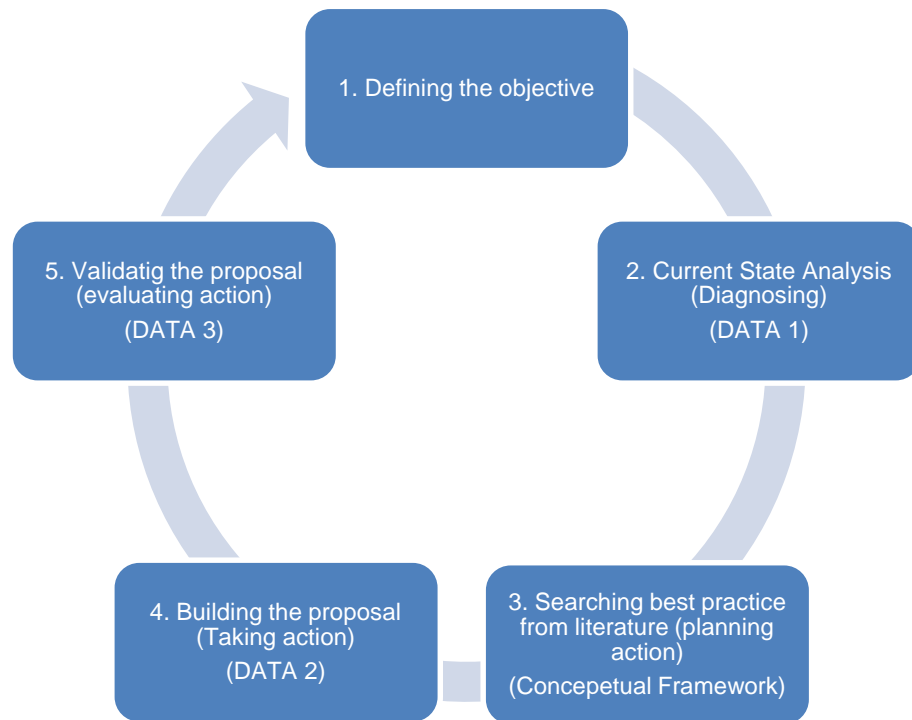 1. Defining the objective
2. Current State Analysis
(Diagnosing)
(DATA 1)
3. Searching best practice
from literature (planning
action)
(Concepetual Framework)
4. Building the proposal
(Taking action)
(DATA 2)
5. Validatig the proposal
(evaluating action)
(DATA 3)